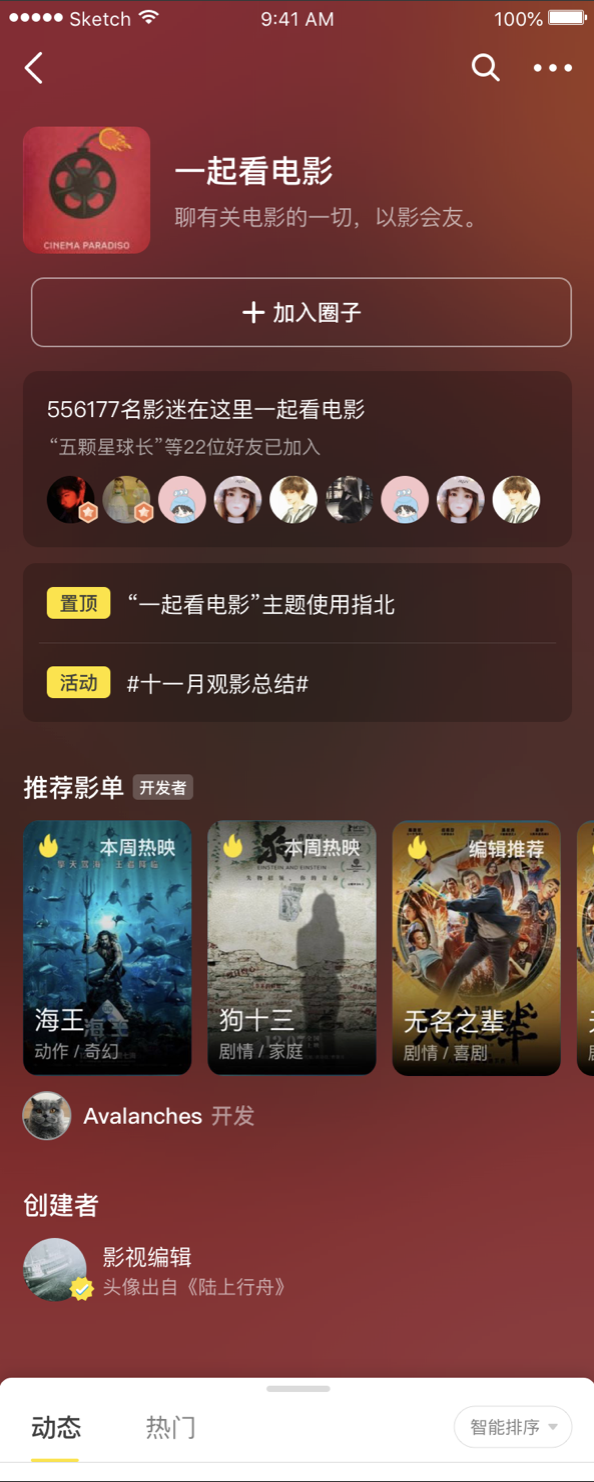 Sketch 9:41 AM 100%
CINEMA PARADISO
一起看电影
聊有关电影的一切，以影会友。
加入圈子
556177名影迷在这里一起看电影
“五颗星球长”等22位好友已加入
置顶 “一起看电影”主题使用指北
活动 #十一月观影总结#
推荐影单 开发者
本周热映 本周热映 编辑推荐
EINSTEIN AND EINSTEIN
海王 狗十三 无名之辈
动作 / 奇幻 剧情 / 家庭 剧情 / 喜剧
Avalanches 开发
创建者
影视编辑
头像出自《陆上行舟》
动态 热门 智能排序